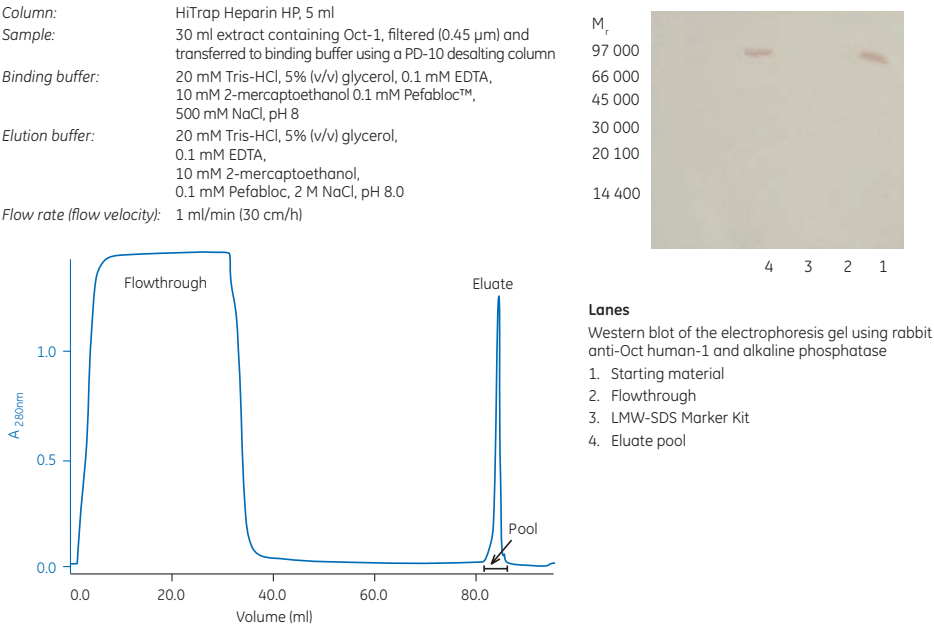 Column: HiTrap Heparin HP, 5 ml
Sample: 30 ml extract containing Oct-1, filtered (0.45 µm) and
transferred to binding buffer using a PD-10 desalting column
Binding buffer: 20 mM Tris-HCl, 5% (v/v) glycerol, 0.1 mM EDTA,
10 mM 2-mercaptoethanol 0.1 mM Pefabloc™,
500 mM NaCl, pH 8
Elution buffer: 20 mM Tris-HCl, 5% (v/v) glycerol,
0.1 mM EDTA,
10 mM 2-mercaptoethanol,
0.1 mM Pefabloc, 2 M NaCl, pH 8.0
Flow rate (flow velocity): 1 ml/min (30 cm/h)
Flowthrough
Eluate
Pool
A 280nm
1.0
0.5
0.0
0.0 20.0 40.0 60.0 80.0
Volume (ml)
Mr
97 000
66 000
45 000
30 000
20 100
14 400
4 3 2 1
Lanes
Western blot of the electrophoresis gel using rabbit
anti-Oct human-1 and alkaline phosphatase
1. Starting material
2. Flowthrough
3. LMW-SDS Marker Kit
4. Eluate pool